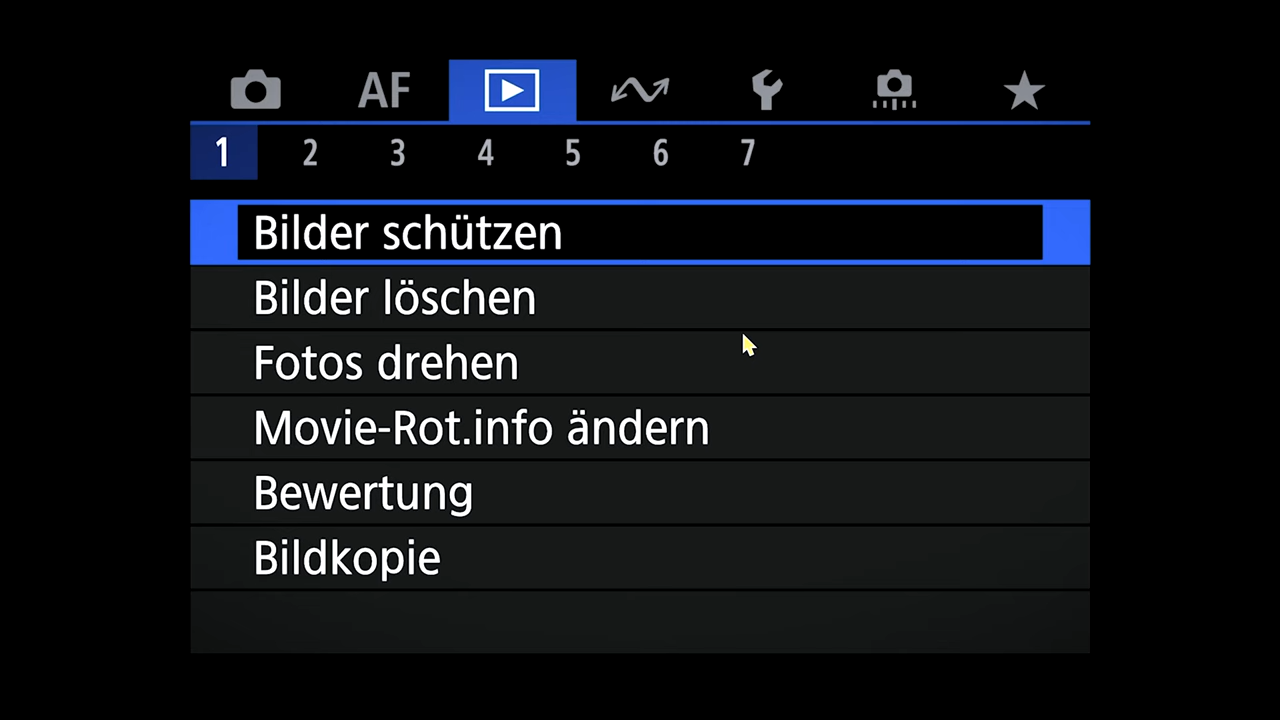 AF
1 2 3 4 5 6 7
Bilder schützen
Bilder löschen
Fotos drehen
Movie-Rot.info ändern
Bewertung
Bildkopie